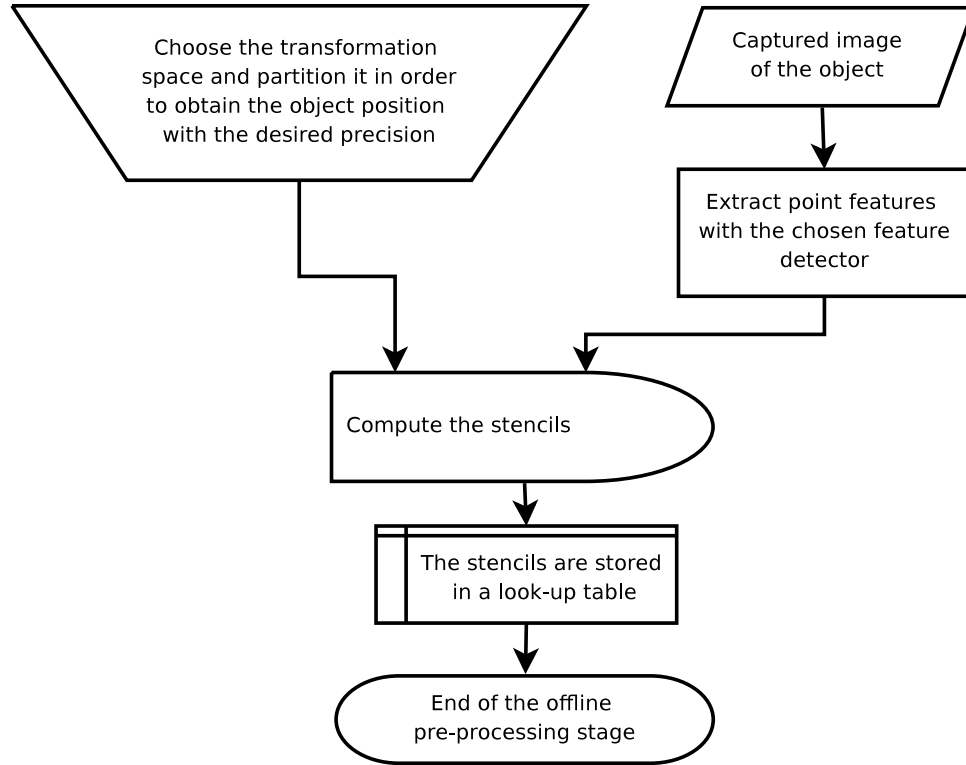 Choose the transformation
space and partition it in order
to obtain the object position
with the desired precision
Captured image
of the object
Extract point features
with the chosen feature
detector
Compute the stencils
The stencils are stored
in a look-up table
End of the offline
pre-processing stage